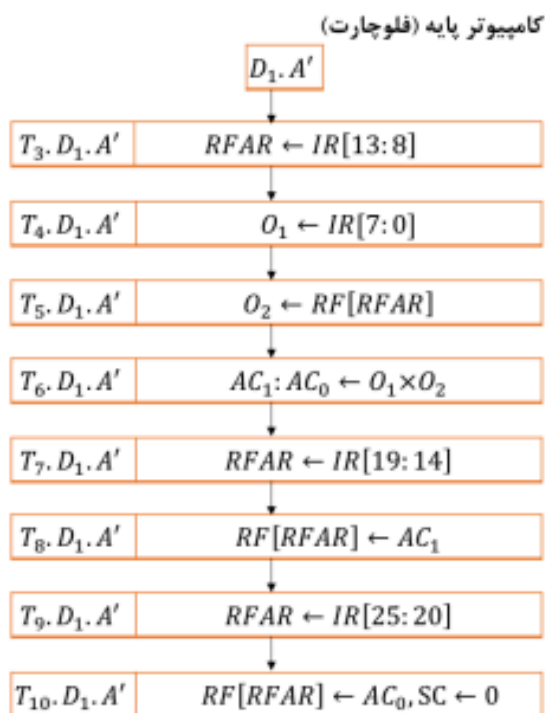 کامپیوتر پایه (فلوچارت)
D₁.A′
T₃.D₁.A′ RFAR ← IR[13:8]
T₄.D₁.A′ O₁ ← IR[7:0]
T₅.D₁.A′ O₂ ← RF[RFAR]
T₆.D₁.A′ AC₁:AC₀ ← O₁×O₂
T₇.D₁.A′ RFAR ← IR[19:14]
T₈.D₁.A′ RF[RFAR] ← AC₁
T₉.D₁.A′ RFAR ← IR[25:20]
T₁₀.D₁.A′ RF[RFAR] ← AC₀, SC ← 0